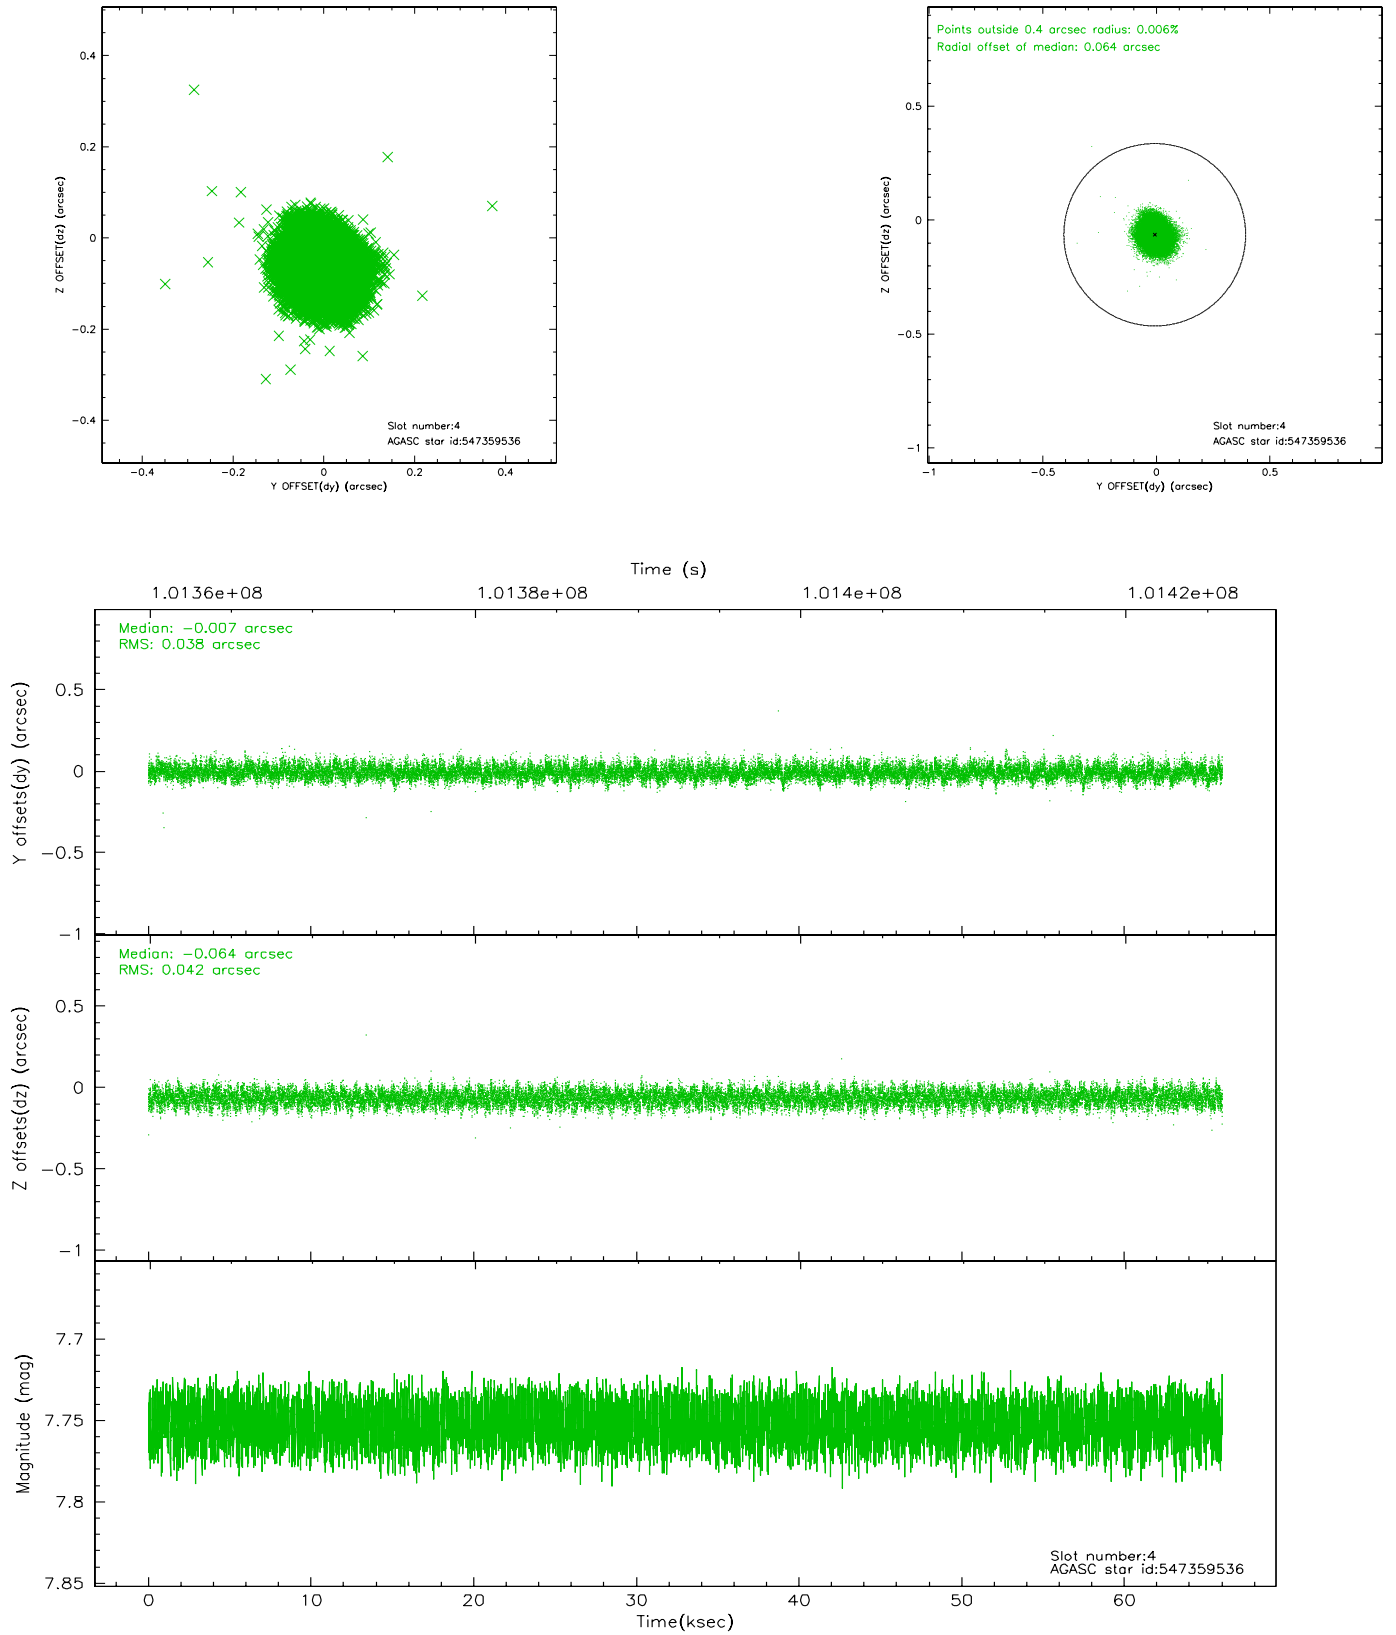 0.4
0.2
0
-0.2
-0.4
Z OFFSET(dz) (arcsec)
Slot number:4
AGASC star id:547359536
-0.4 -0.2 0 0.2 0.4
Y OFFSET(dy) (arcsec)
Points outside 0.4 arcsec radius: 0.006%
Radial offset of median: 0.064 arcsec
0.5
0
-0.5
-1
Z OFFSET(dz) (arcsec)
Slot number:4
AGASC star id:547359536
-1 -0.5 0 0.5
Y OFFSET(dy) (arcsec)
Time (s)
1.0136e+08 1.0138e+08 1.014e+08 1.0142e+08
Median: -0.007 arcsec
RMS: 0.038 arcsec
0.5
0
-0.5
-1
Y offsets(dy) (arcsec)
Median: -0.064 arcsec
RMS: 0.042 arcsec
0.5
0
-0.5
-1
Z offsets(dz) (arcsec)
7.7
7.75
7.8
7.85
Magnitude (mag)
Slot number:4
AGASC star id:547359536
0 10 20 30 40 50 60
Time(ksec)